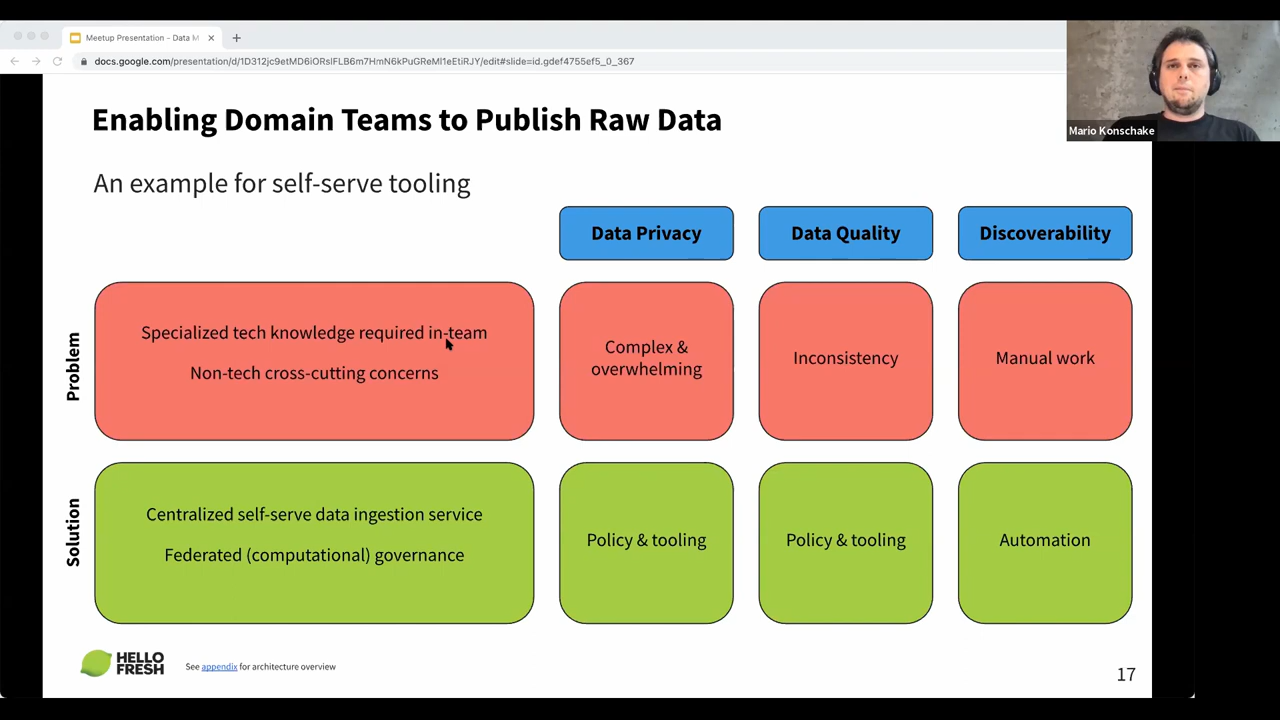 Meetup Presentation - Data M
docs.google.com/presentation/d/1D312jc9etMD6iORsIFLB6m7HmN6kPuGReMl1eEtiRJY/edit#slide=id.gdef4755ef5_0_367
Mario Konschake
Enabling Domain Teams to Publish Raw Data
An example for self-serve tooling
Data Privacy
Data Quality
Discoverability
Problem
Specialized tech knowledge required in-team
Non-tech cross-cutting concerns
Complex &
overwhelming
Inconsistency
Manual work
Solution
Centralized self-serve data ingestion service
Federated (computational) governance
Policy & tooling
Policy & tooling
Automation
HELLO
FRESH
See appendix for architecture overview
17